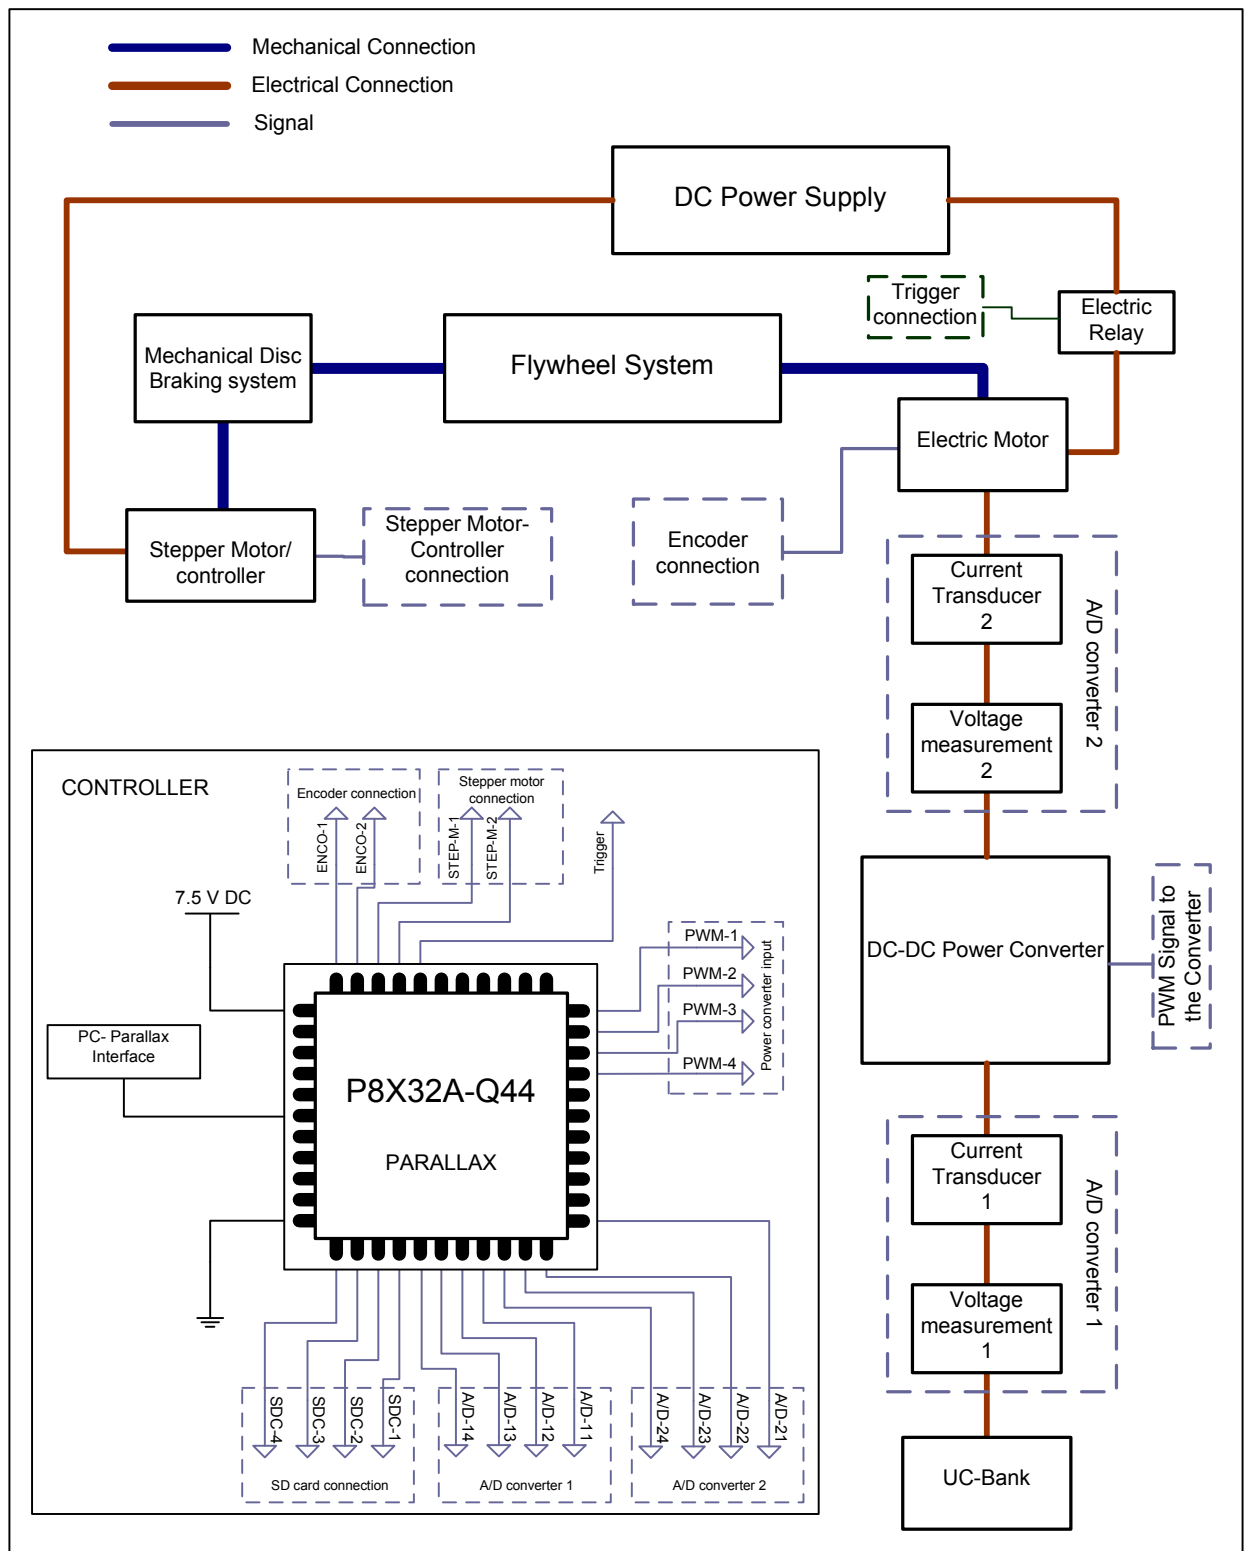 Mechanical Connection
Electrical Connection
Signal
DC Power Supply
Trigger
connection
Electric
Relay
Mechanical Disc
Braking system
Flywheel System
Electric Motor
Stepper Motor/
controller
Stepper Motor-
Controller
connection
Encoder
connection
Current
Transducer
2
Voltage
measurement
2
A/D converter 2
DC-DC Power Converter
PWM Signal to
the Converter
Current
Transducer
1
Voltage
measurement
1
A/D converter 1
UC-Bank
CONTROLLER
Encoder connection
ENCO-1
ENCO-2
Stepper motor
connection
STEP-M-1
STEP-M-2
Trigger
7.5 V DC
PC- Parallax
Interface
P8X32A-Q44
PARALLAX
PWM-1
PWM-2
PWM-3
PWM-4
Power converter input
SDC-4
SDC-3
SDC-2
SDC-1
SD card connection
A/D-14
A/D-13
A/D-12
A/D-11
A/D converter 1
A/D-24
A/D-23
A/D-22
A/D-21
A/D converter 2